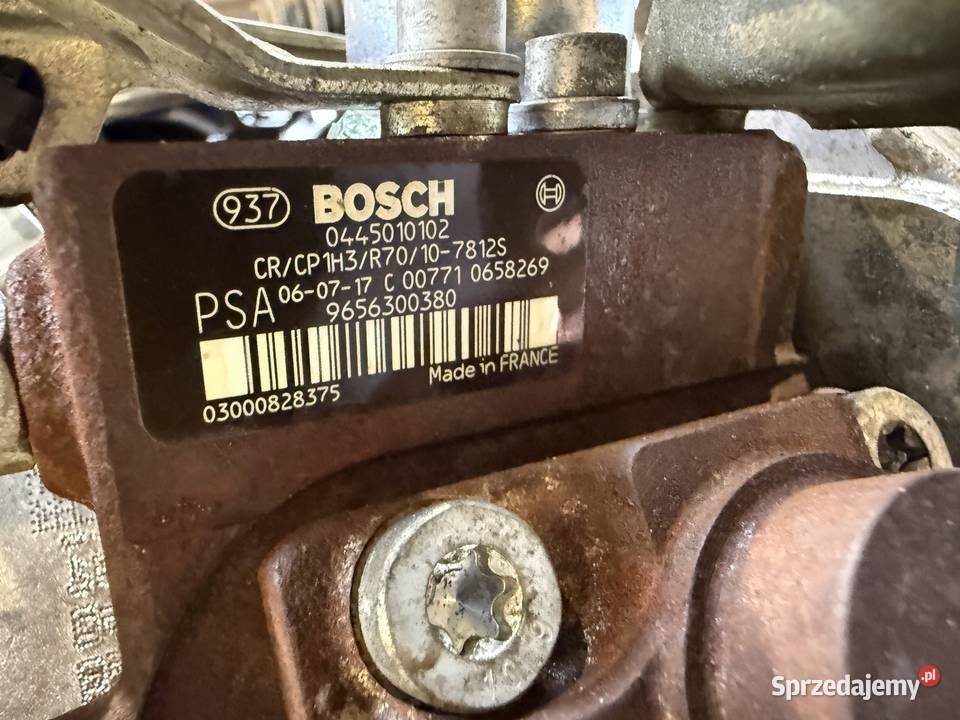 937 BOSCH
0445010102
CR/CP1H3/R70/10-7812S
PSA 06-07-17 C 00771 0658269
9656300380
03000828375 Made in FRANCE
Sprzedajemy.pl